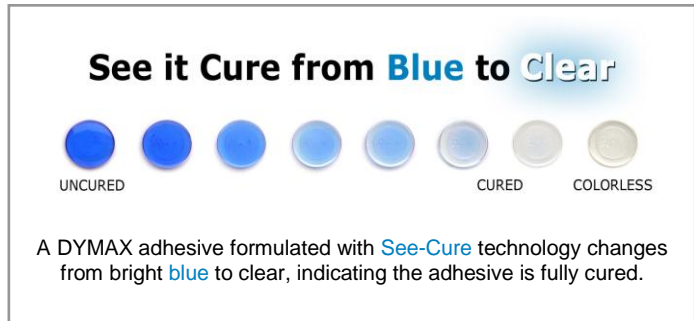 See it Cure from Blue to Clear
UNCURED CURED COLORLESS
A DYMAX adhesive formulated with See-Cure technology changes
from bright blue to clear, indicating the adhesive is fully cured.